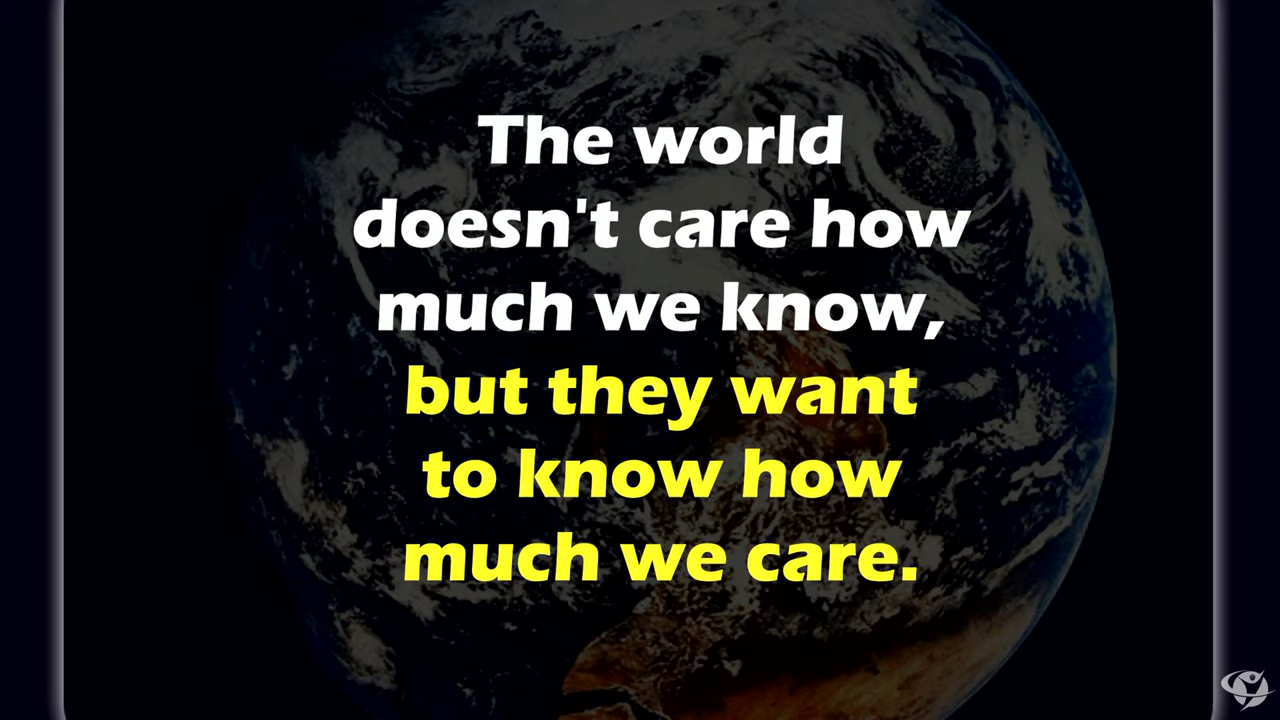 The world
doesn't care how
much we know,
but they want
to know how
much we care.